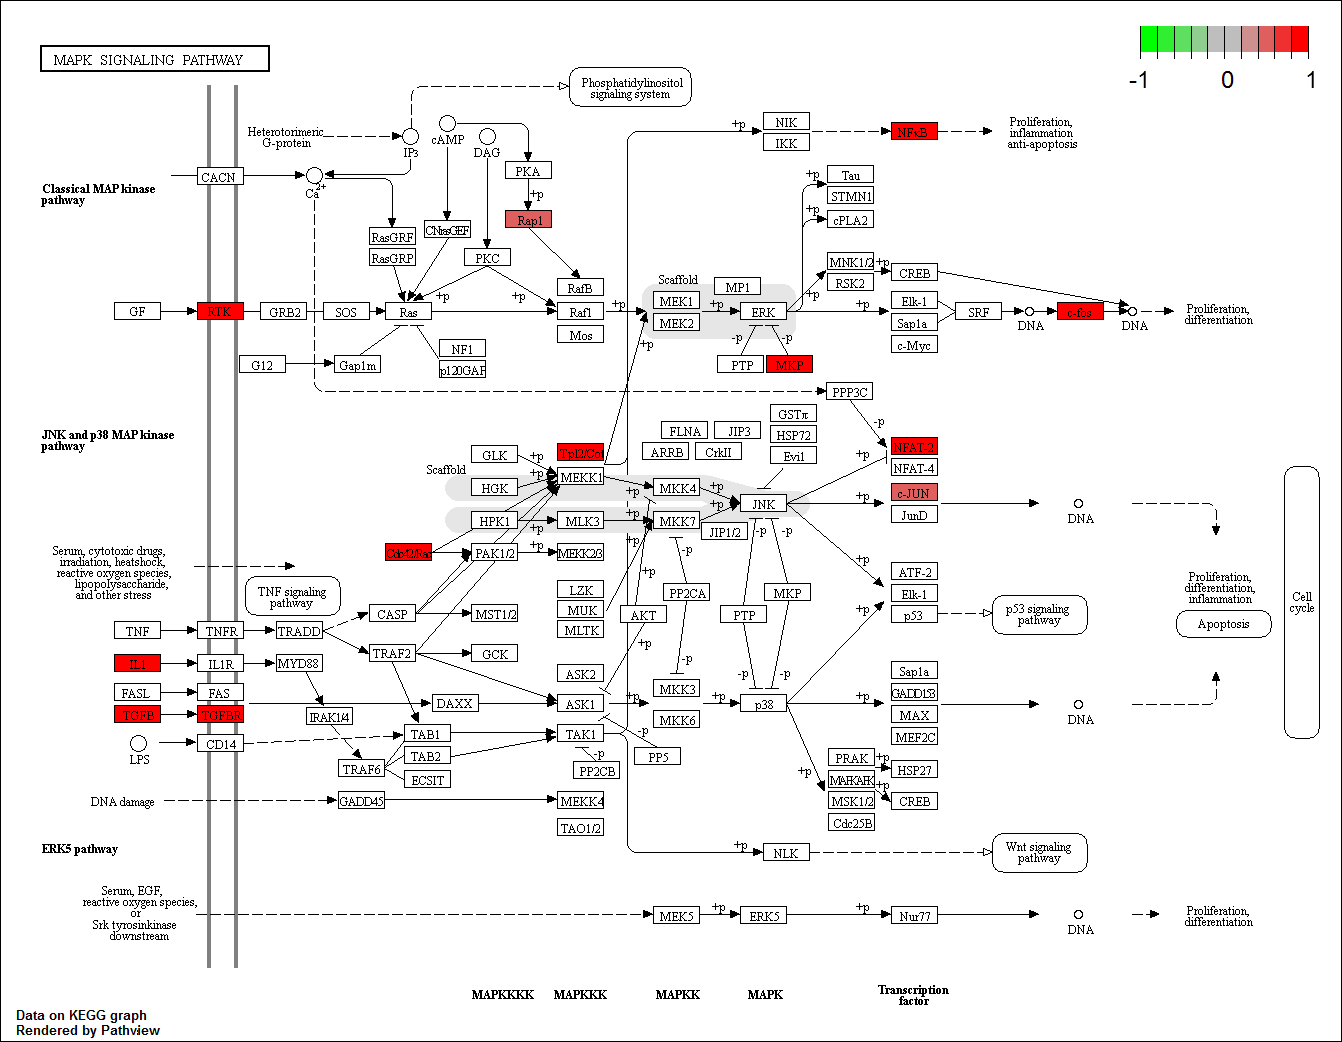 MAPK SIGNALING PATHWAY
-1
0
1
Phosphatidylinositol
signaling system
Heterotorimeric
G-protein
IP3
cAMP
DAG
+p
NIK
IKK
NFκB
Proliferation,
inflammation
anti-apoptosis
Classical MAP kinase
pathway
CACN
Ca2+
PKA
+p
Rap1
+p
Tau
STMN1
+p
cPLA2
RasGRF
RasGRP
CNrasGEF
PKC
RafB
Scaffold
MP1
MNK1/2
+p
RSK2
CREB
GF
RTK
GRB2
SOS
Ras
+p
+p
Raf1
+p
Mos
MEK1
MEK2
+p
ERK
+p
+p
Elk-1
Sap1a
c-Myc
SRF
DNA
c-fos
DNA
Proliferation,
differentiation
G12
Gap1m
NF1
p120GAP
+p
-p
-p
PTP
MKP
PPP3C
-p
JNK and p38 MAP kinase
pathway
Scaffold
GLK
+p
HGK
+p
HPK1
+p
Tpl2/Cot
MEKK1
MLK3
+p
+p
+p
FLNA
JIP3
ARRB
CrkII
GSTπ
HSP72
Evi1
MKK4
+p
MKK7
+p
JNK
JIP1/2
+p
NFAT-2
NFAT-4
+p
c-JUN
JunD
DNA
Cdc42/Rac
PAK1/2
+p
MEKK2/3
-p
-p
-p
+p
ATF-2
Elk-1
p53
+p
p53 signaling
pathway
Proliferation,
differentiation,
inflammation
Apoptosis
Cell
cycle
Serum, cytotoxic drugs,
irradiation, heatshock,
reactive oxygen species,
lipopolysaccharide,
and other stress
TNF signaling
pathway
CASP
MST1/2
LZK
MUK
MLTK
+p
AKT
+p
PP2CA
-p
PTP
MKP
-p
-p
TNF
TNFR
TRADD
TRAF2
GCK
IL1
IL1R
MYD88
ASK2
MKK3
MKK6
FASL
FAS
DAXX
ASK1
+p
+p
p38
+p
Sap1a
GADD153
MAX
MEF2C
DNA
TGFB
TGFBR
IRAK1/4
TAB1
TAK1
-p
PP5
LPS
CD14
TAB2
-p
PP2CB
TRAF6
ECSIT
+p
PRAK
+p
MAPKAPK
+p
MSK1/2
Cdc25B
HSP27
CREB
DNA damage
GADD45
MEKK4
TAO1/2
ERK5 pathway
+p
NLK
Wnt signaling
pathway
Serum, EGF,
reactive oxygen species,
or
Srk tyrosinkinase
downstream
MEK5
+p
ERK5
+p
Nur77
DNA
Proliferation,
differentiation
MAPKKKK
MAPKKK
MAPKK
MAPK
Transcription
factor
Data on KEGG graph
Rendered by Pathview